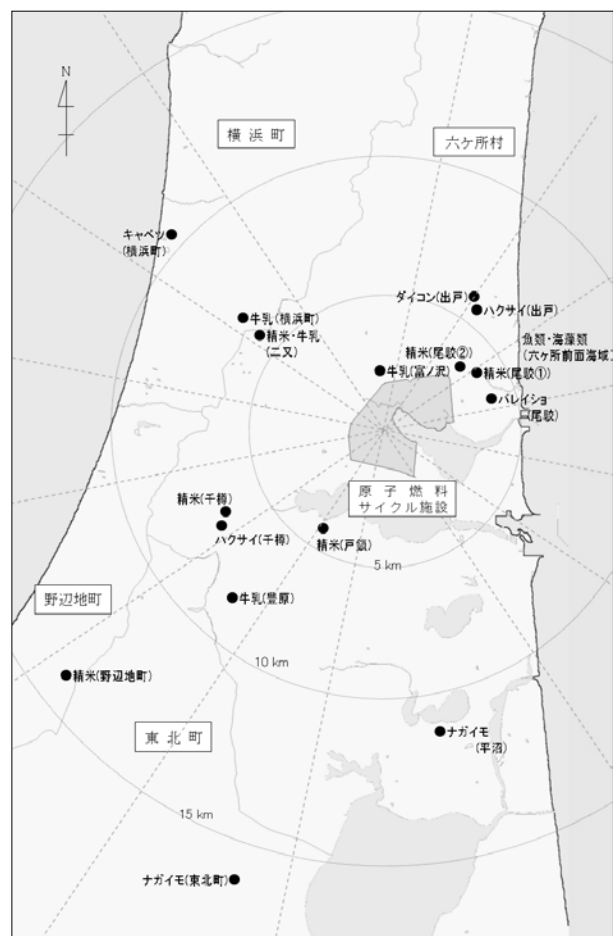 N
横浜町
六ケ所村
キャベツ
(横浜町)
ダイコン(出戸)
ハクサイ(出戸)
牛乳(横浜町)
精米・牛乳
(二又)
魚類・海藻類
(六ケ所前面海域)
精米(尾駮②)
牛乳(富ノ沢)
精米(尾駮①)
バレイショ
(尾駮)
原子燃料
サイクル施設
精米(千樽)
ハクサイ(千樽)
精米(戸鎖)
5 km
野辺地町
牛乳(豊原)
10 km
精米(野辺地町)
東北町
ナガイモ
(平沼)
15 km
ナガイモ(東北町)